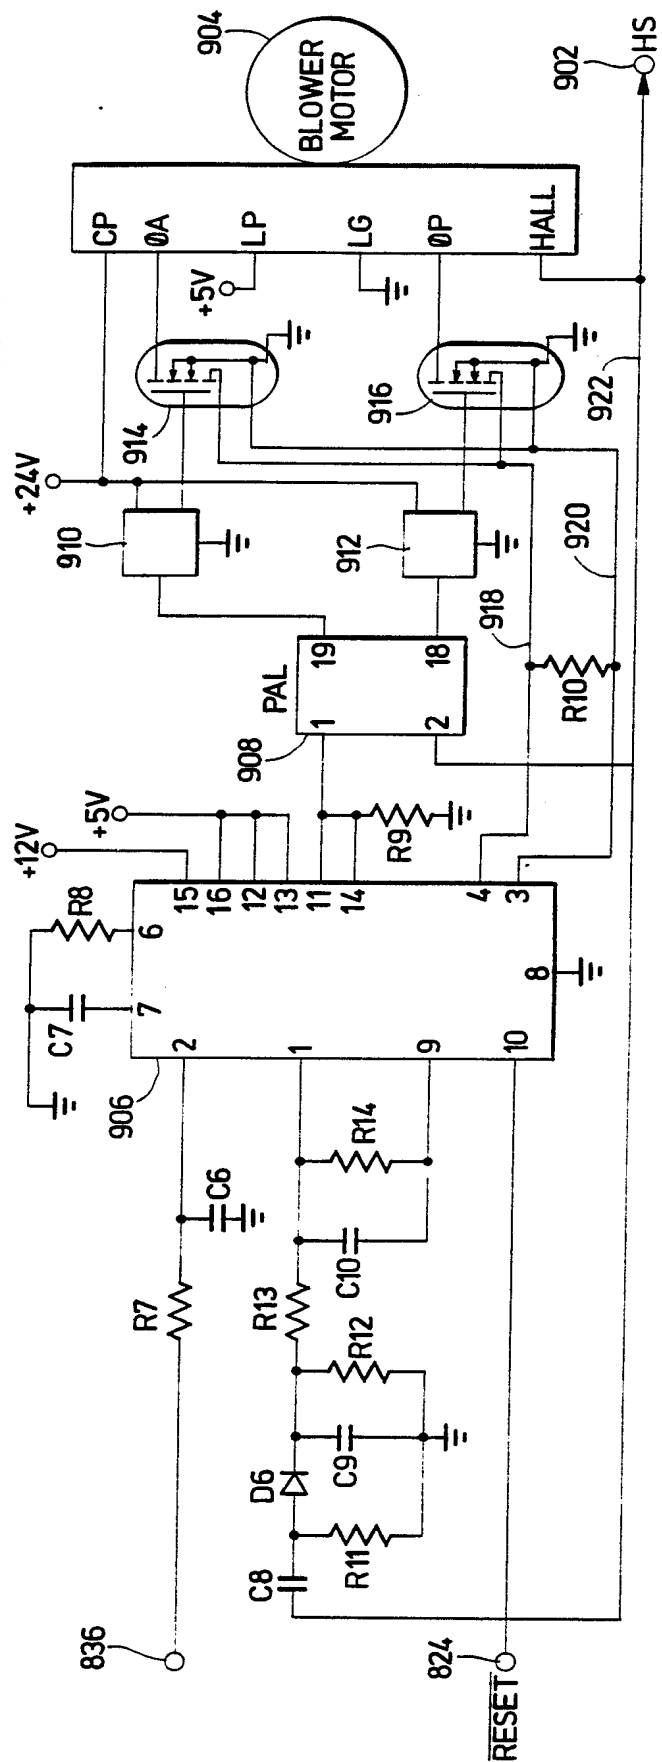 904
BLOWER
MOTOR
902
HS
CP
ØA
LP
LG
ØP
HALL
+5V
914
916
922
+24V
910
912
920
918
PAL
19
18
1
2
908
R10
+12V
+5V
R9
15
16
12
13
11
14
4
3
R8
6
7
C7
8
2
1
9
10
906
R14
C6
C10
R7
R13
R12
C9
D6
R11
C8
836
824
RESET